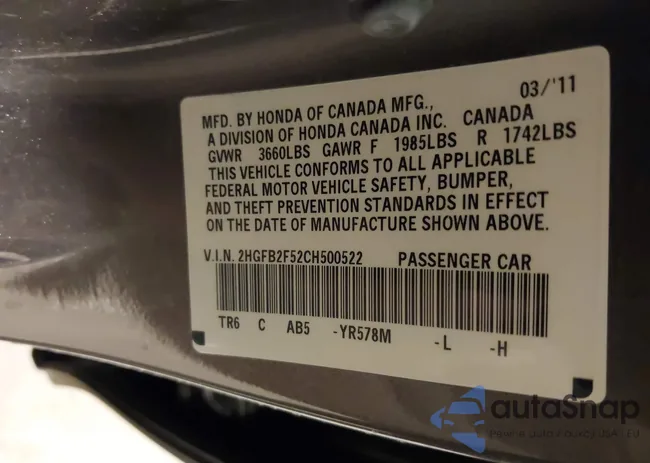 03/'11
MFD. BY HONDA OF CANADA MFG.,
A DIVISION OF HONDA CANADA INC. CANADA
GVWR 3660LBS GAWR F 1985LBS R 1742LBS
THIS VEHICLE CONFORMS TO ALL APPLICABLE
FEDERAL MOTOR VEHICLE SAFETY, BUMPER,
AND THEFT PREVENTION STANDARDS IN EFFECT
ON THE DATE OF MANUFACTURE SHOWN ABOVE.
V.I.N. 2HGFB2F52CH500522 PASSENGER CAR
TR6 C AB5 -YR578M -L -H
autoSnap